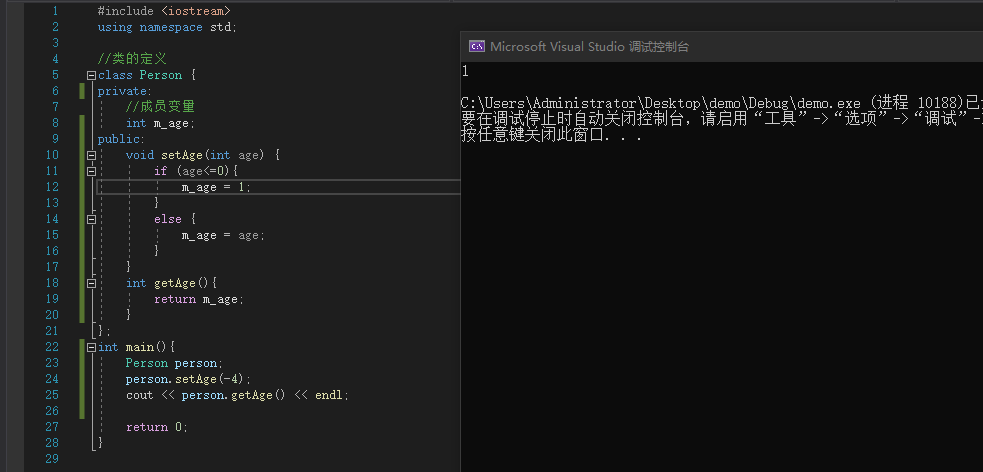 1 #include <iostream>
2 using namespace std;
3
4 //类的定义
5 class Person {
6 private:
7 //成员变量
8 int m_age;
9 public:
10 void setAge(int age) {
11 if (age<=0){
12 m_age = 1;
13 }
14 else {
15 m_age = age;
16 }
17 }
18 int getAge(){
19 return m_age;
20 }
21 };
22 int main(){
23 Person person;
24 person.setAge(-4);
25 cout << person.getAge() << endl;
26
27 return 0;
28 }
29
Microsoft Visual Studio 调试控制台
1
C:\Users\Administrator\Desktop\demo\Debug\demo.exe (进程 10188)已
要在调试停止时自动关闭控制台，请启用“工具”->“选项”->“调试”-
按任意键关闭此窗口. . .